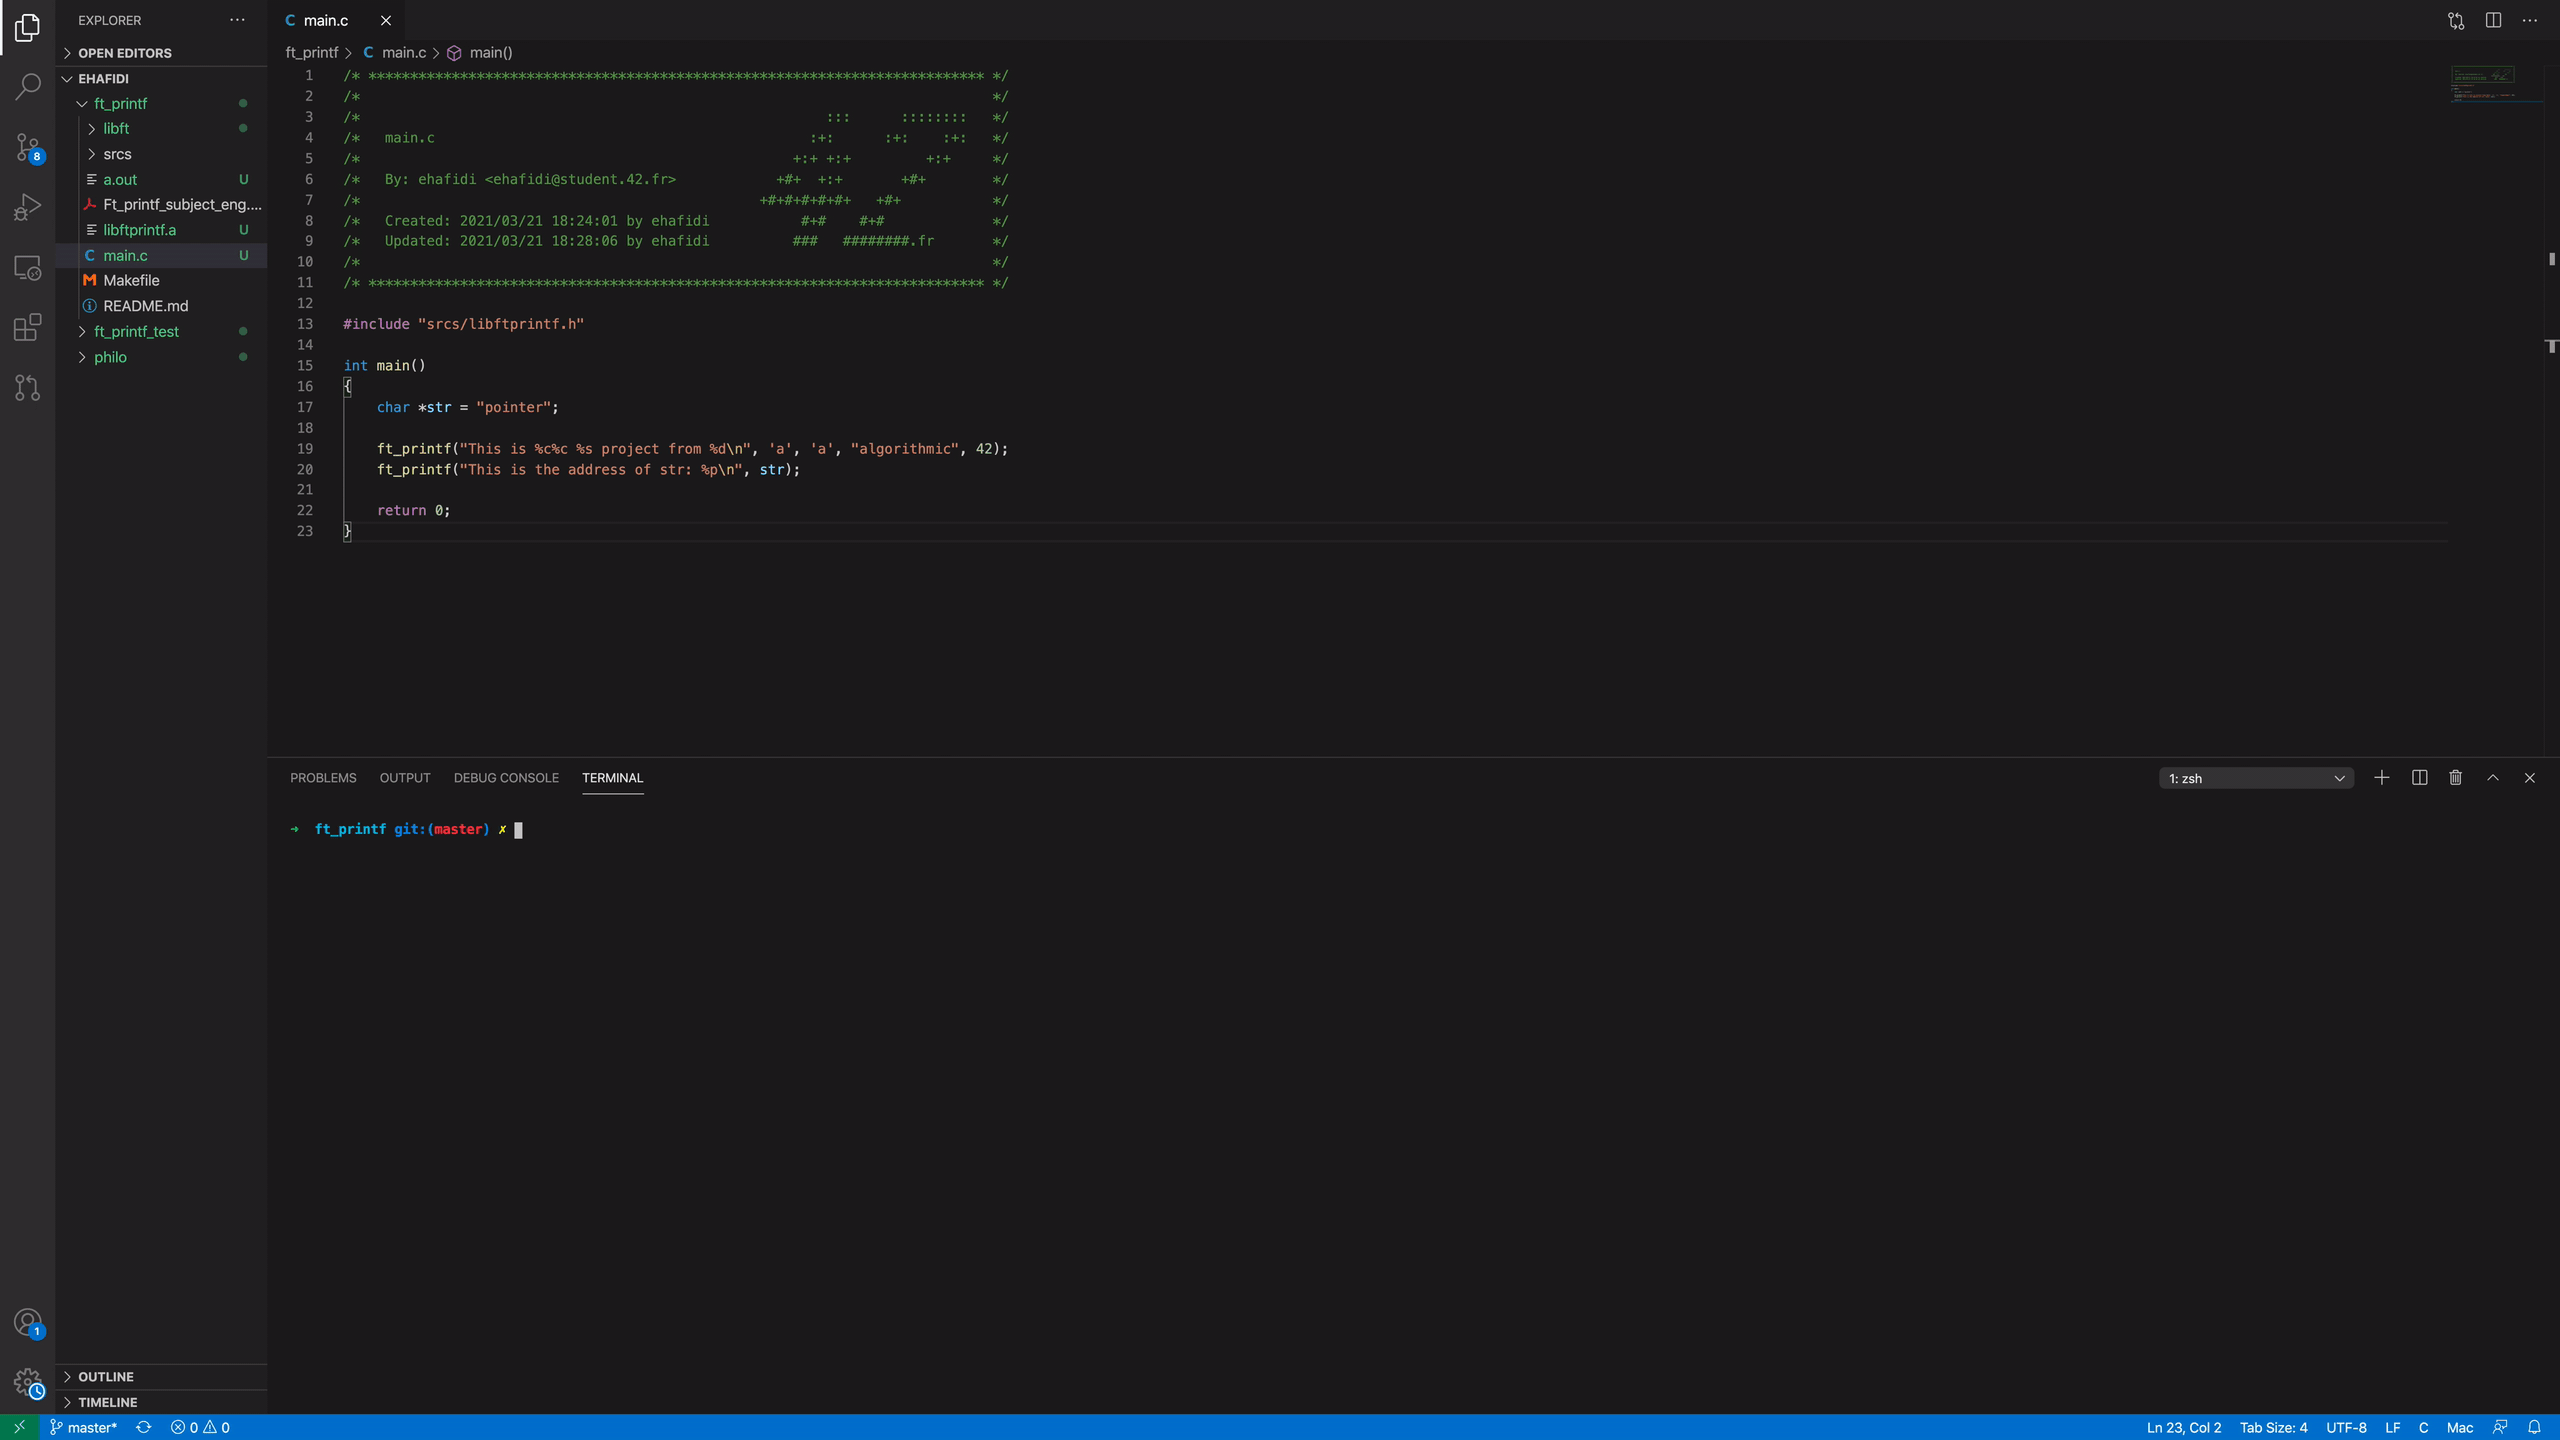 EXPLORER
OPEN EDITORS
EHAFIDI
ft_printf
libft
srcs
a.out U
Ft_printf_subject_eng....
libftprintf.a U
main.c U
Makefile
README.md
ft_printf_test
philo
OUTLINE
TIMELINE
8
1
main.c
ft_printf > C main.c > main()
1 /* ************************************************************************** */
2 /*                                                                            */
3 /*                                                        :::      ::::::::   */
4 /*   main.c                                             :+:      :+:    :+:   */
5 /*                                                    +:+ +:+         +:+     */
6 /*   By: ehafidi <ehafidi@student.42.fr>            +#+  +:+       +#+        */
7 /*                                                +#+#+#+#+#+   +#+           */
8 /*   Created: 2021/03/21 18:24:01 by ehafidi           #+#    #+#             */
9 /*   Updated: 2021/03/21 18:28:06 by ehafidi          ###   ########.fr       */
10 /*                                                                            */
11 /* ************************************************************************** */
12
13 #include "srcs/libftprintf.h"
14
15 int main()
16 {
17     char *str = "pointer";
18
19     ft_printf("This is %c%c %s project from %d\n", 'a', 'a', "algorithmic", 42);
20     ft_printf("This is the address of str: %p\n", str);
21
22     return 0;
23 }
PROBLEMS OUTPUT DEBUG CONSOLE TERMINAL
1: zsh
➜  ft_printf git:(master) ✗
master* 0 0
Ln 23, Col 2 Tab Size: 4 UTF-8 LF C Mac